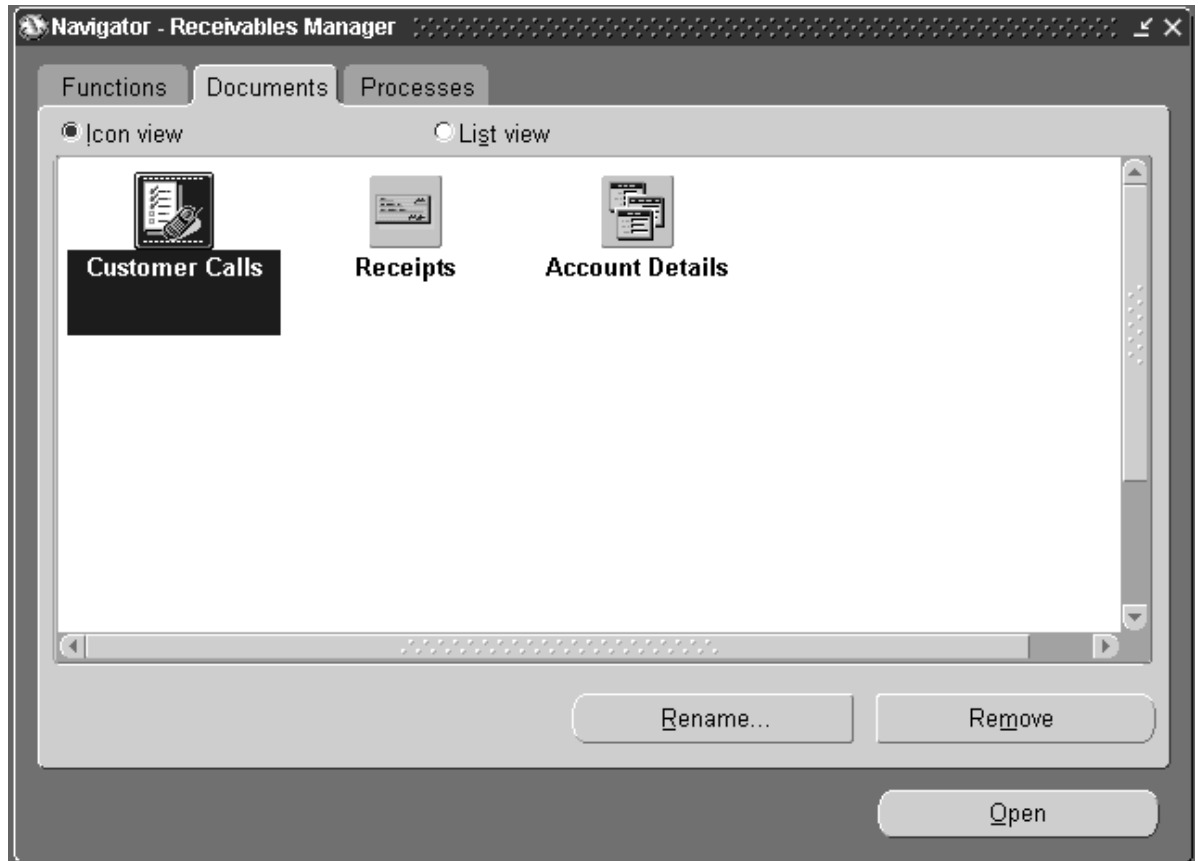 Navigator - Receivables Manager
Functions Documents Processes
Icon view List view
Customer Calls Receipts Account Details
Rename... Remove
Open